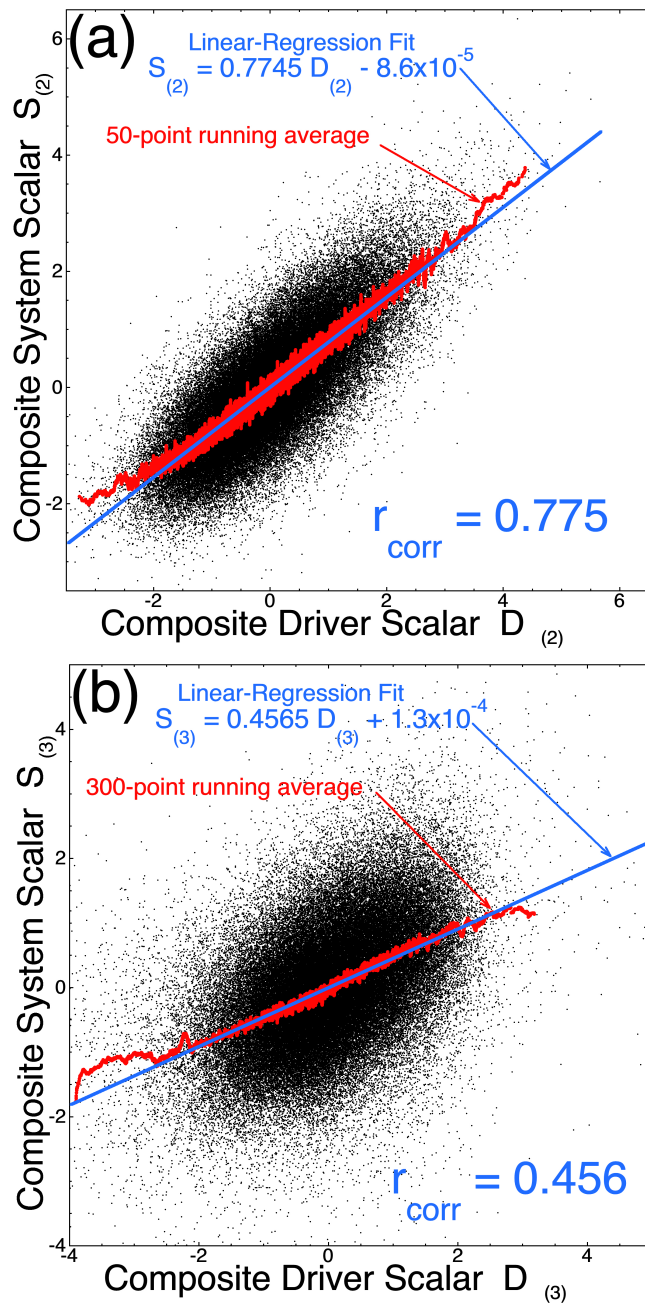 (a)
Linear-Regression Fit
S(2) = 0.7745 D(2) - 8.6x10-5
50-point running average
Composite System Scalar S(2)
6
4
2
0
-2
rcorr = 0.775
-2 0 2 4 6
Composite Driver Scalar D (2)
(b)
Linear-Regression Fit
S(3) = 0.4565 D(3) + 1.3x10-4
300-point running average
Composite System Scalar S(3)
4
2
0
-2
-4
rcorr = 0.456
-4 -2 0 2 4
Composite Driver Scalar D (3)